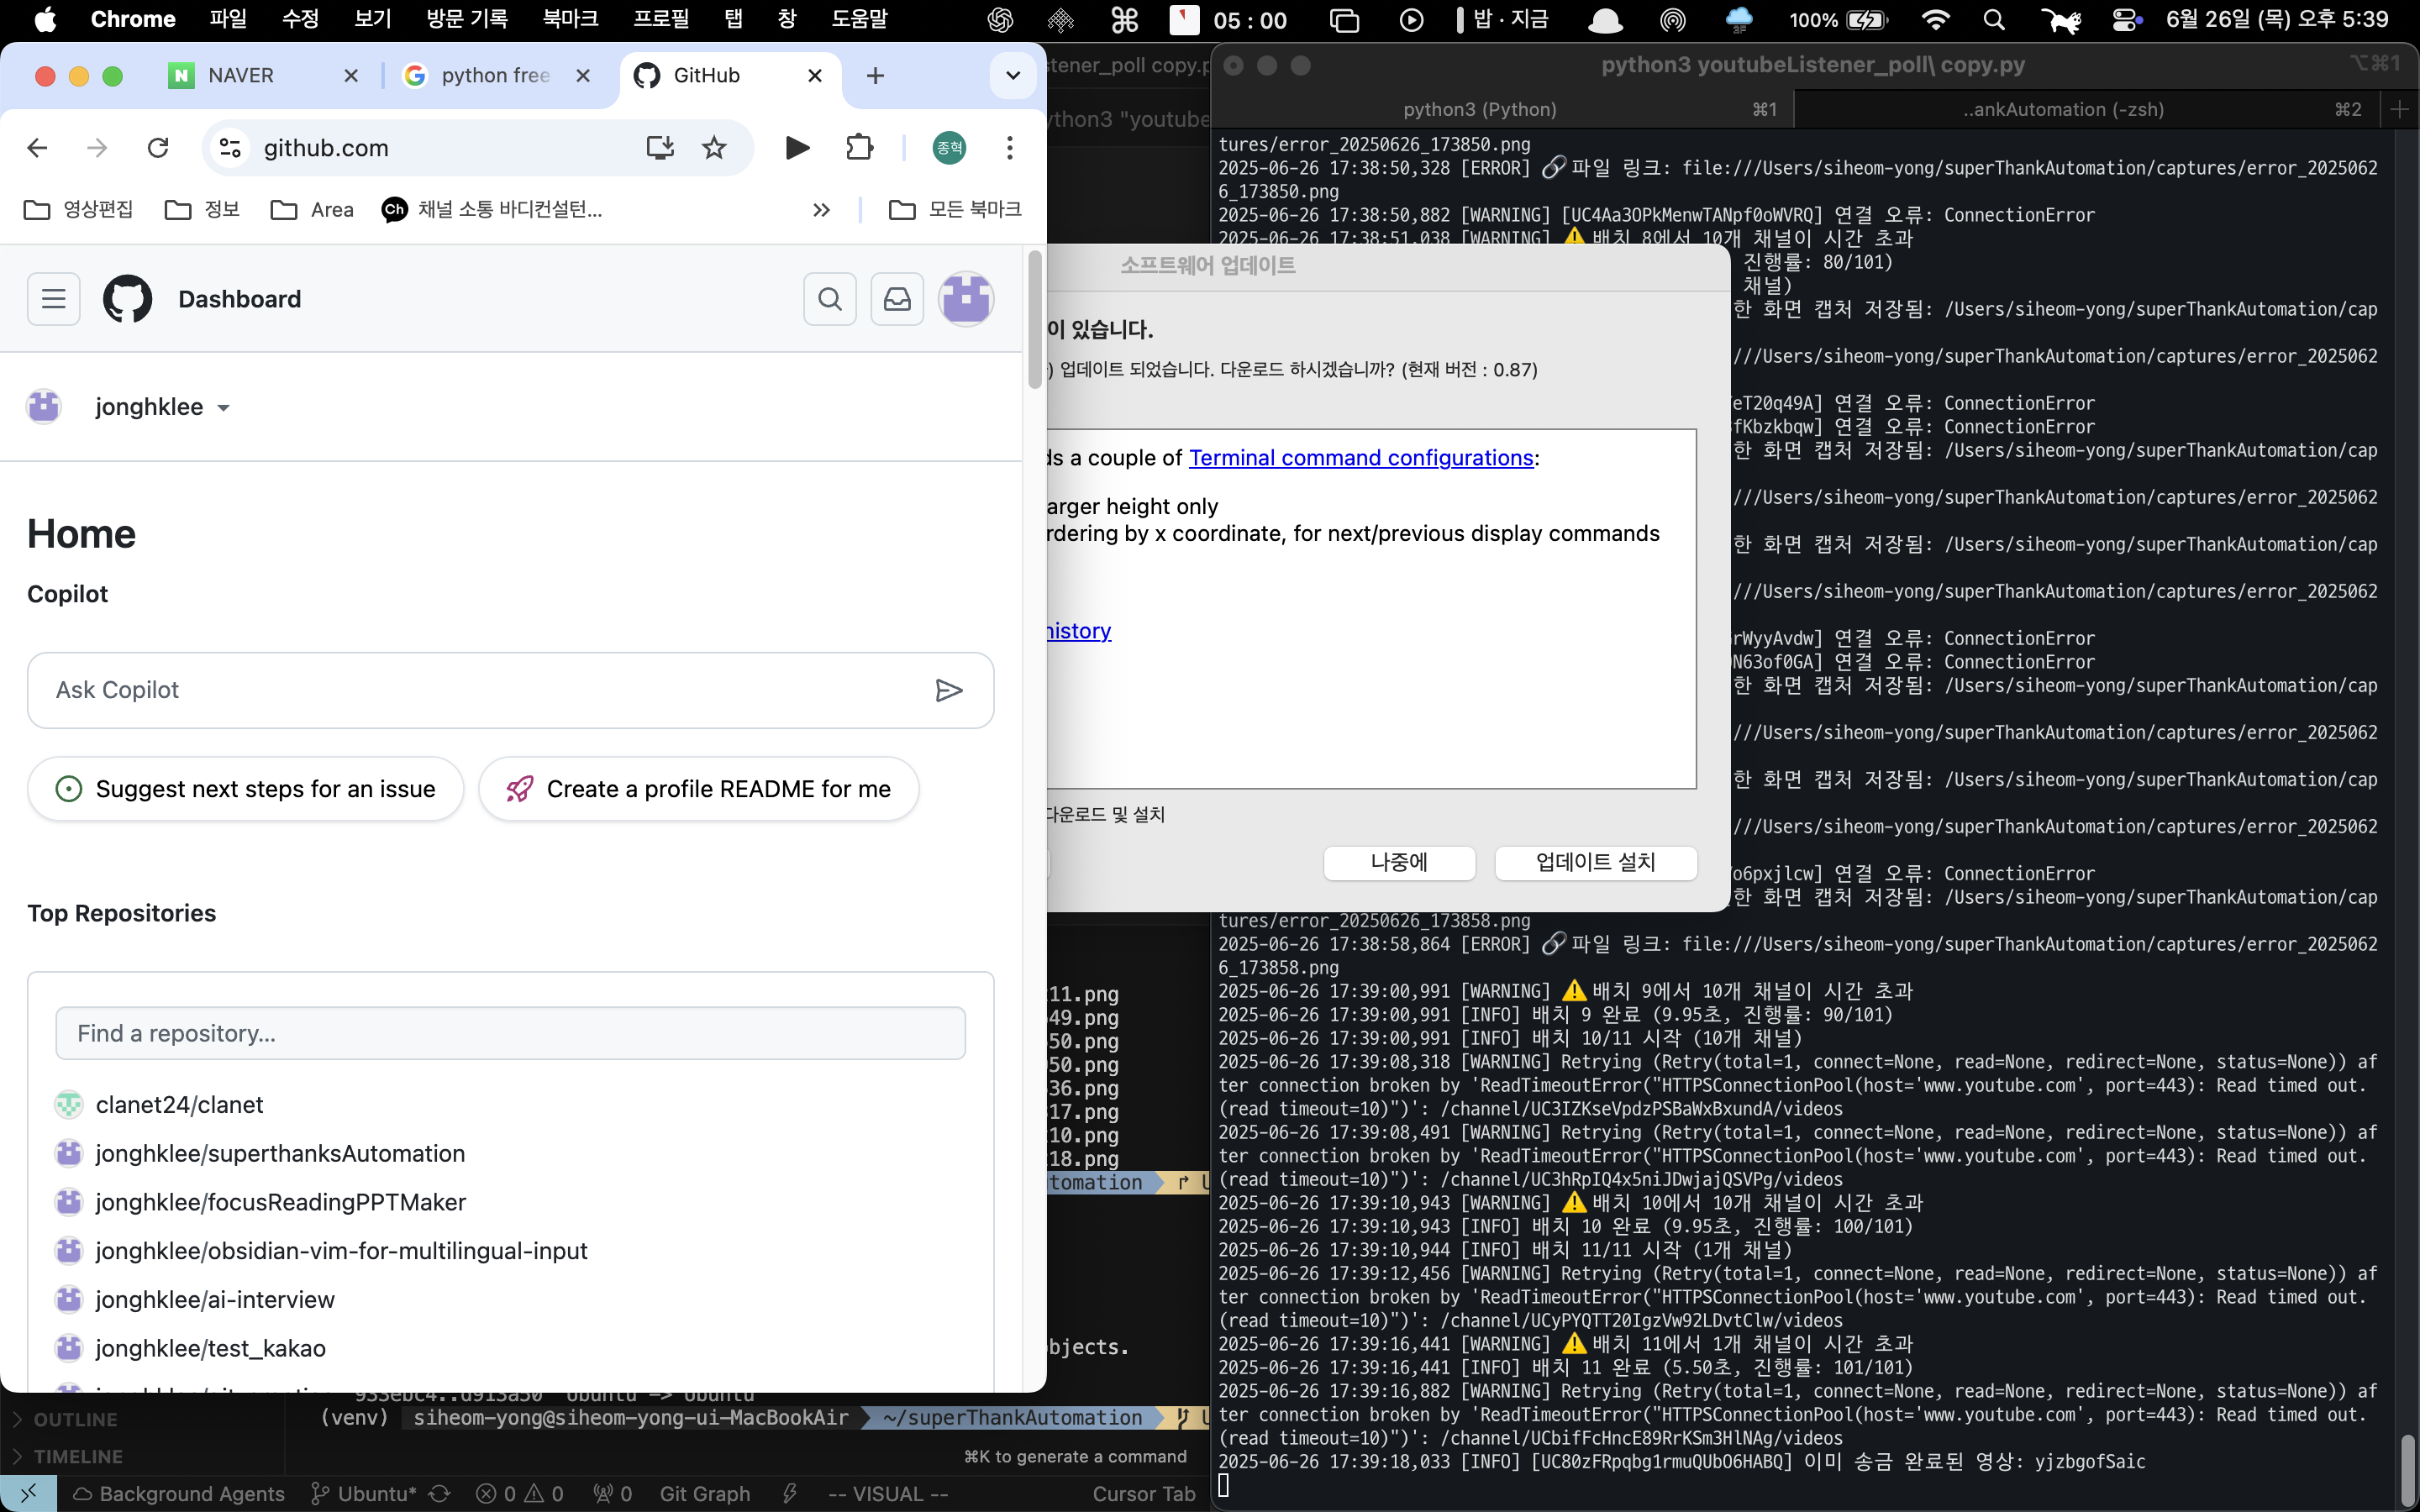 Chrome 파일 수정 보기 방문 기록 북마크 프로필 탭 창 도움말 05 : 00 밥 · 지금 100% 6월 26일 (목) 오후 5:39
NAVER
python free
GitHub
github.com
종혁
영상편집
정보
Area
Ch 채널 소통 바디컨설턴...
모든 북마크
Dashboard
jonghklee
Home
Copilot
Ask Copilot
Suggest next steps for an issue
Create a profile README for me
Top Repositories
Find a repository...
clanet24/clanet
jonghklee/superthanksAutomation
jonghklee/focusReadingPPTMaker
jonghklee/obsidian-vim-for-multilingual-input
jonghklee/ai-interview
jonghklee/test_kakao
소프트웨어 업데이트
이 있습니다.
) 업데이트 되었습니다. 다운로드 하시겠습니까? (현재 버전 : 0.87)
ds a couple of Terminal command configurations:
arger height only
rdering by x coordinate, for next/previous display commands
history
다운로드 및 설치
나중에
업데이트 설치
stener_poll copy.p
ython3 "youtube
11.png
49.png
50.png
950.png
36.png
317.png
10.png
18.png
tomation
bjects.
Ubuntu -> Ubuntu
(venv) siheom-yong@siheom-yong-ui-MacBookAir ~/superThankAutomation
⌘K to generate a command
OUTLINE
TIMELINE
Background Agents Ubuntu* 0 0 0 Git Graph -- VISUAL -- Cursor Tab
python3 youtubeListener_poll\ copy.py ⌥⌘1
python3 (Python) ⌘1
..ankAutomation (-zsh) ⌘2
tures/error_20250626_173850.png
2025-06-26 17:38:50,328 [ERROR] 🔗 파일 링크: file:///Users/siheom-yong/superThankAutomation/captures/error_2025062
6_173850.png
2025-06-26 17:38:50,882 [WARNING] [UC4Aa3OPkMenwTANpf0oWVRQ] 연결 오류: ConnectionError
2025-06-26 17:38:51,038 [WARNING] ⚠️ 배치 8에서 10개 채널이 시간 초과
진행률: 80/101)
채널)
한 화면 캡처 저장됨: /Users/siheom-yong/superThankAutomation/cap
///Users/siheom-yong/superThankAutomation/captures/error_2025062
eT20q49A] 연결 오류: ConnectionError
fKbzkbqw] 연결 오류: ConnectionError
한 화면 캡처 저장됨: /Users/siheom-yong/superThankAutomation/cap
///Users/siheom-yong/superThankAutomation/captures/error_2025062
한 화면 캡처 저장됨: /Users/siheom-yong/superThankAutomation/cap
///Users/siheom-yong/superThankAutomation/captures/error_2025062
rWyyAvdw] 연결 오류: ConnectionError
N63of0GA] 연결 오류: ConnectionError
한 화면 캡처 저장됨: /Users/siheom-yong/superThankAutomation/cap
///Users/siheom-yong/superThankAutomation/captures/error_2025062
한 화면 캡처 저장됨: /Users/siheom-yong/superThankAutomation/cap
///Users/siheom-yong/superThankAutomation/captures/error_2025062
o6pxjlcw] 연결 오류: ConnectionError
한 화면 캡처 저장됨: /Users/siheom-yong/superThankAutomation/cap
tures/error_20250626_173858.png
2025-06-26 17:38:58,864 [ERROR] 🔗 파일 링크: file:///Users/siheom-yong/superThankAutomation/captures/error_2025062
6_173858.png
2025-06-26 17:39:00,991 [WARNING] ⚠️ 배치 9에서 10개 채널이 시간 초과
2025-06-26 17:39:00,991 [INFO] 배치 9 완료 (9.95초, 진행률: 90/101)
2025-06-26 17:39:00,991 [INFO] 배치 10/11 시작 (10개 채널)
2025-06-26 17:39:08,318 [WARNING] Retrying (Retry(total=1, connect=None, read=None, redirect=None, status=None)) af
ter connection broken by 'ReadTimeoutError("HTTPSConnectionPool(host='www.youtube.com', port=443): Read timed out.
(read timeout=10)")': /channel/UC3IZKseVpdzPSBaWxBxundA/videos
2025-06-26 17:39:08,491 [WARNING] Retrying (Retry(total=1, connect=None, read=None, redirect=None, status=None)) af
ter connection broken by 'ReadTimeoutError("HTTPSConnectionPool(host='www.youtube.com', port=443): Read timed out.
(read timeout=10)")': /channel/UC3hRpIQ4x5niJDwjajQSVPg/videos
2025-06-26 17:39:10,943 [WARNING] ⚠️ 배치 10에서 10개 채널이 시간 초과
2025-06-26 17:39:10,943 [INFO] 배치 10 완료 (9.95초, 진행률: 100/101)
2025-06-26 17:39:10,944 [INFO] 배치 11/11 시작 (1개 채널)
2025-06-26 17:39:12,456 [WARNING] Retrying (Retry(total=1, connect=None, read=None, redirect=None, status=None)) af
ter connection broken by 'ReadTimeoutError("HTTPSConnectionPool(host='www.youtube.com', port=443): Read timed out.
(read timeout=10)")': /channel/UCyPYQTT20IgzVw92LDvtClw/videos
2025-06-26 17:39:16,441 [WARNING] ⚠️ 배치 11에서 1개 채널이 시간 초과
2025-06-26 17:39:16,441 [INFO] 배치 11 완료 (5.50초, 진행률: 101/101)
2025-06-26 17:39:16,882 [WARNING] Retrying (Retry(total=1, connect=None, read=None, redirect=None, status=None)) af
ter connection broken by 'ReadTimeoutError("HTTPSConnectionPool(host='www.youtube.com', port=443): Read timed out.
(read timeout=10)")': /channel/UCbifFcHncE89RrKSm3HlNAg/videos
2025-06-26 17:39:18,033 [INFO] [UC80zFRpqbg1rmuQUbO6HABQ] 이미 송금 완료된 영상: yjzbgofSaic